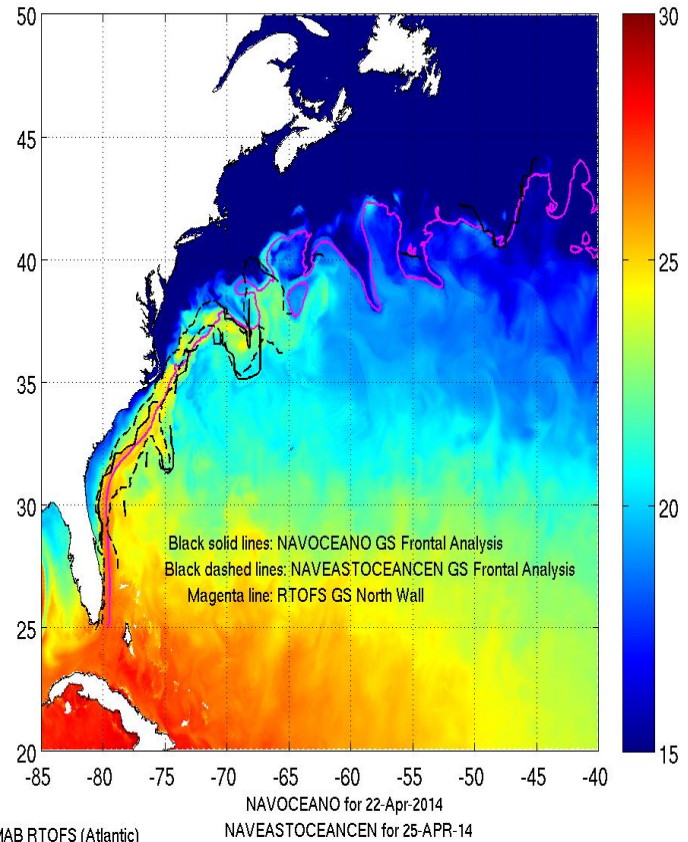 50
45
40
35
30
25
20
-85 -80 -75 -70 -65 -60 -55 -50 -45 -40
30
25
20
15
Black solid lines: NAVOCEANO GS Frontal Analysis
Black dashed lines: NAVEASTOCEANCEN GS Frontal Analysis
Magenta line: RTOFS GS North Wall
NAVOCEANO for 22-Apr-2014
NAVEASTOCEANCEN for 25-APR-14
MAB RTOFS (Atlantic)